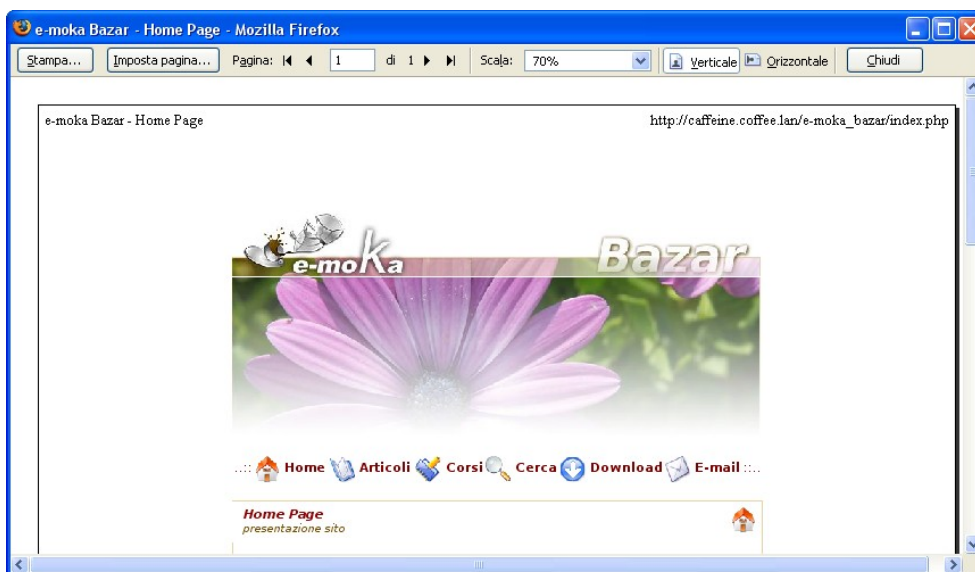 e-moka Bazar - Home Page - Mozilla Firefox
Stampa... Imposta pagina... Pagina: 1 di 1 Scala: 70% Verticale Orizzontale Chiudi
e-moka Bazar - Home Page http://caffeine.coffee.lan/e-moka_bazar/index.php
e-moka Bazar
..:: Home Articoli Corsi Cerca Download E-mail ::..
Home Page
presentazione sito